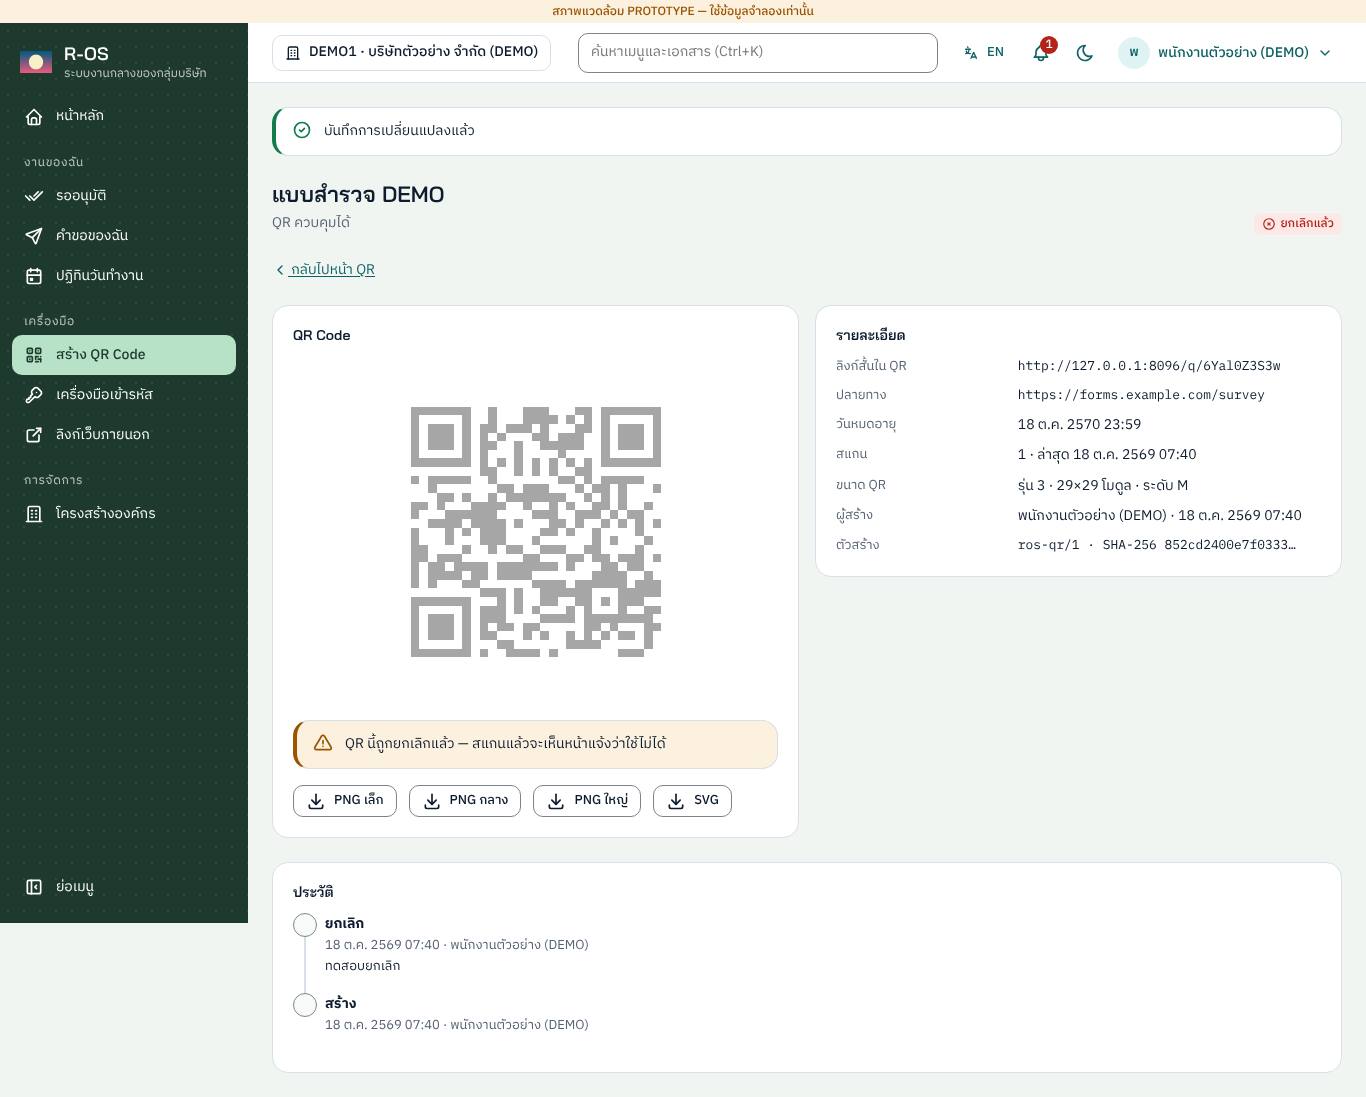 สภาพแวดล้อม PROTOTYPE — ใช้ข้อมูลจำลองเท่านั้น
R-OS
ระบบงานกลางของกลุ่มบริษัท
หน้าหลัก
งานของฉัน
รออนุมัติ
คำขอของฉัน
ปฏิทินวันทำงาน
เครื่องมือ
สร้าง QR Code
เครื่องมือเข้ารหัส
ลิงก์เว็บภายนอก
การจัดการ
โครงสร้างองค์กร
ย่อเมนู
DEMO1 · บริษัทตัวอย่าง จำกัด (DEMO)
ค้นหาเมนูและเอกสาร (Ctrl+K)
EN
1
พ
พนักงานตัวอย่าง (DEMO)
บันทึกการเปลี่ยนแปลงแล้ว
แบบสำรวจ DEMO
QR ควบคุมได้
ยกเลิกแล้ว
กลับไปหน้า QR
QR Code
QR นี้ถูกยกเลิกแล้ว — สแกนแล้วจะเห็นหน้าแจ้งว่าใช้ไม่ได้
PNG เล็ก
PNG กลาง
PNG ใหญ่
SVG
รายละเอียด
ลิงก์สั้นใน QR http://127.0.0.1:8096/q/6Yal0Z3S3w
ปลายทาง https://forms.example.com/survey
วันหมดอายุ 18 ต.ค. 2570 23:59
สแกน 1 · ล่าสุด 18 ต.ค. 2569 07:40
ขนาด QR รุ่น 3 · 29×29 โมดูล · ระดับ M
ผู้สร้าง พนักงานตัวอย่าง (DEMO) · 18 ต.ค. 2569 07:40
ตัวสร้าง ros-qr/1 · SHA-256 852cd2400e7f0333…
ประวัติ
ยกเลิก
18 ต.ค. 2569 07:40 · พนักงานตัวอย่าง (DEMO)
ทดสอบยกเลิก
สร้าง
18 ต.ค. 2569 07:40 · พนักงานตัวอย่าง (DEMO)